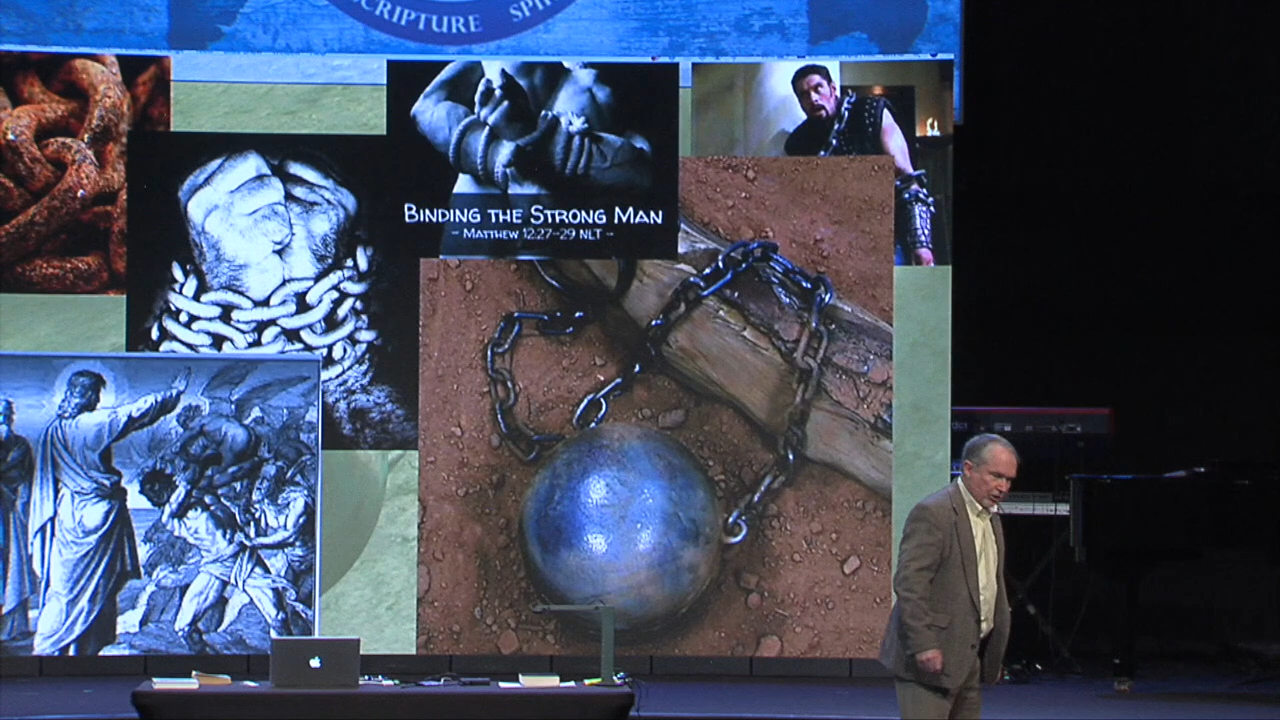 SCRIPTURE
BINDING THE STRONG MAN
- MATTHEW 12:27-29 NLT -